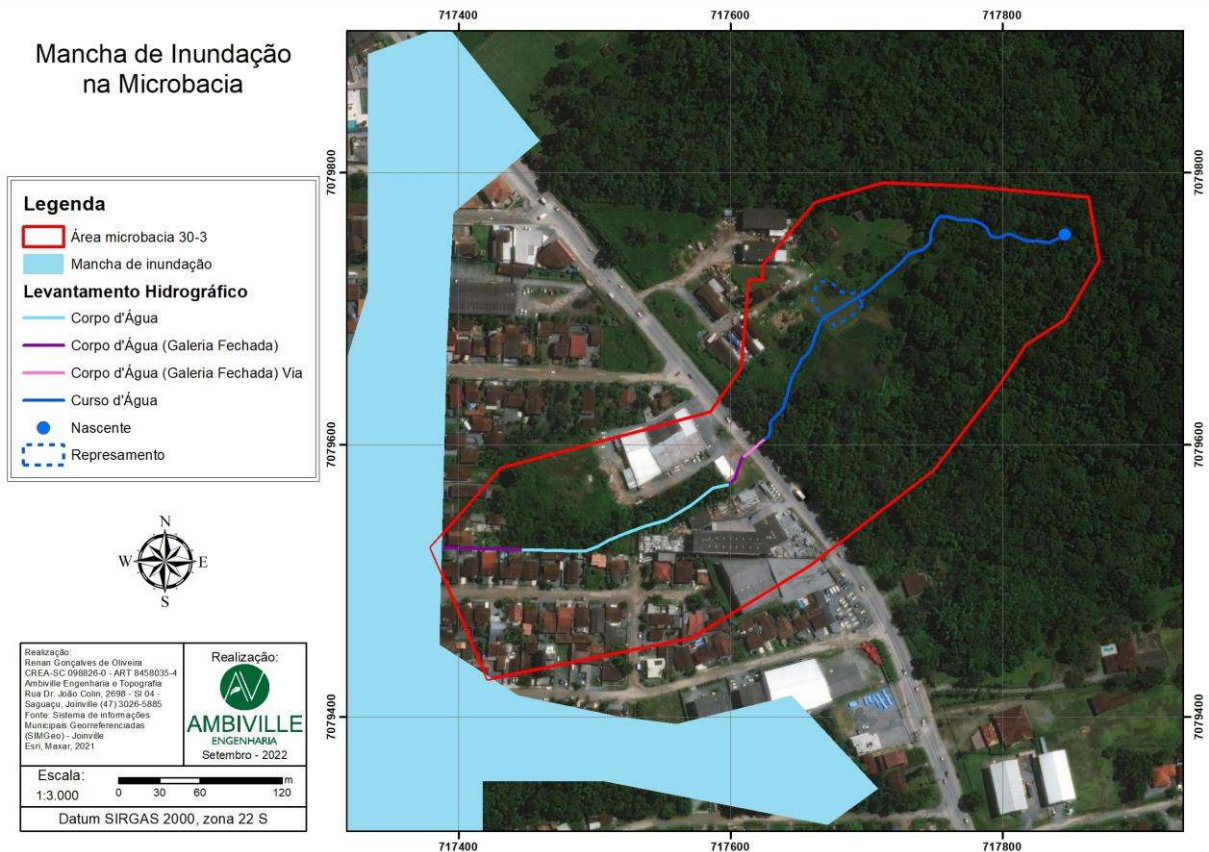 Mancha de Inundação
na Microbacia
Legenda
Área microbacia 30-3
Mancha de inundação
Levantamento Hidrográfico
Corpo d'Água
Corpo d'Água (Galeria Fechada)
Corpo d'Água (Galeria Fechada) Via
Curso d'Água
Nascente
Represamento
N
W E
S
Realização:
Renan Gonçalves de Oliveira
CREA-SC 098826-0 - ART 8458035-4
Ambiville Engenharia e Topografia
Rua Dr. João Colin, 2698 - Sl 04 -
Saguaçu, Joinville (47) 3026-5885
Fonte: Sistema de informações
Municipais Georreferenciadas
(SIMGeo) - Joinville
Esri, Maxar, 2021
Realização:
AV
AMBIVILLE
ENGENHARIA
Setembro - 2022
Escala:
1:3.000
0 30 60 120
m
Datum SIRGAS 2000, zona 22 S
717400 717600 717800
7079800 7079800
7079600 7079600
7079400 7079400
717400 717600 717800